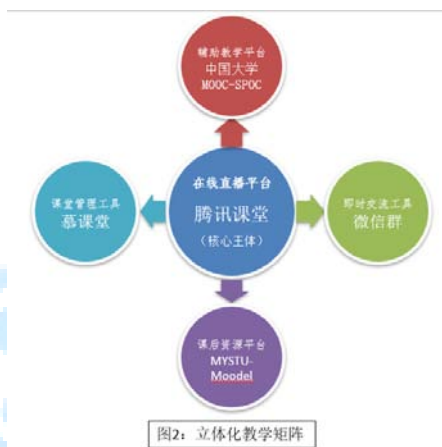 辅助教学平台
中国大学
MOOC-SPOC
在线直播平台
腾讯课堂
（核心主体）
课堂管理工具
慕课堂
即时交流工具
微信群
课后资源平台
MYSTU-
Moodel
图2：立体化教学矩阵